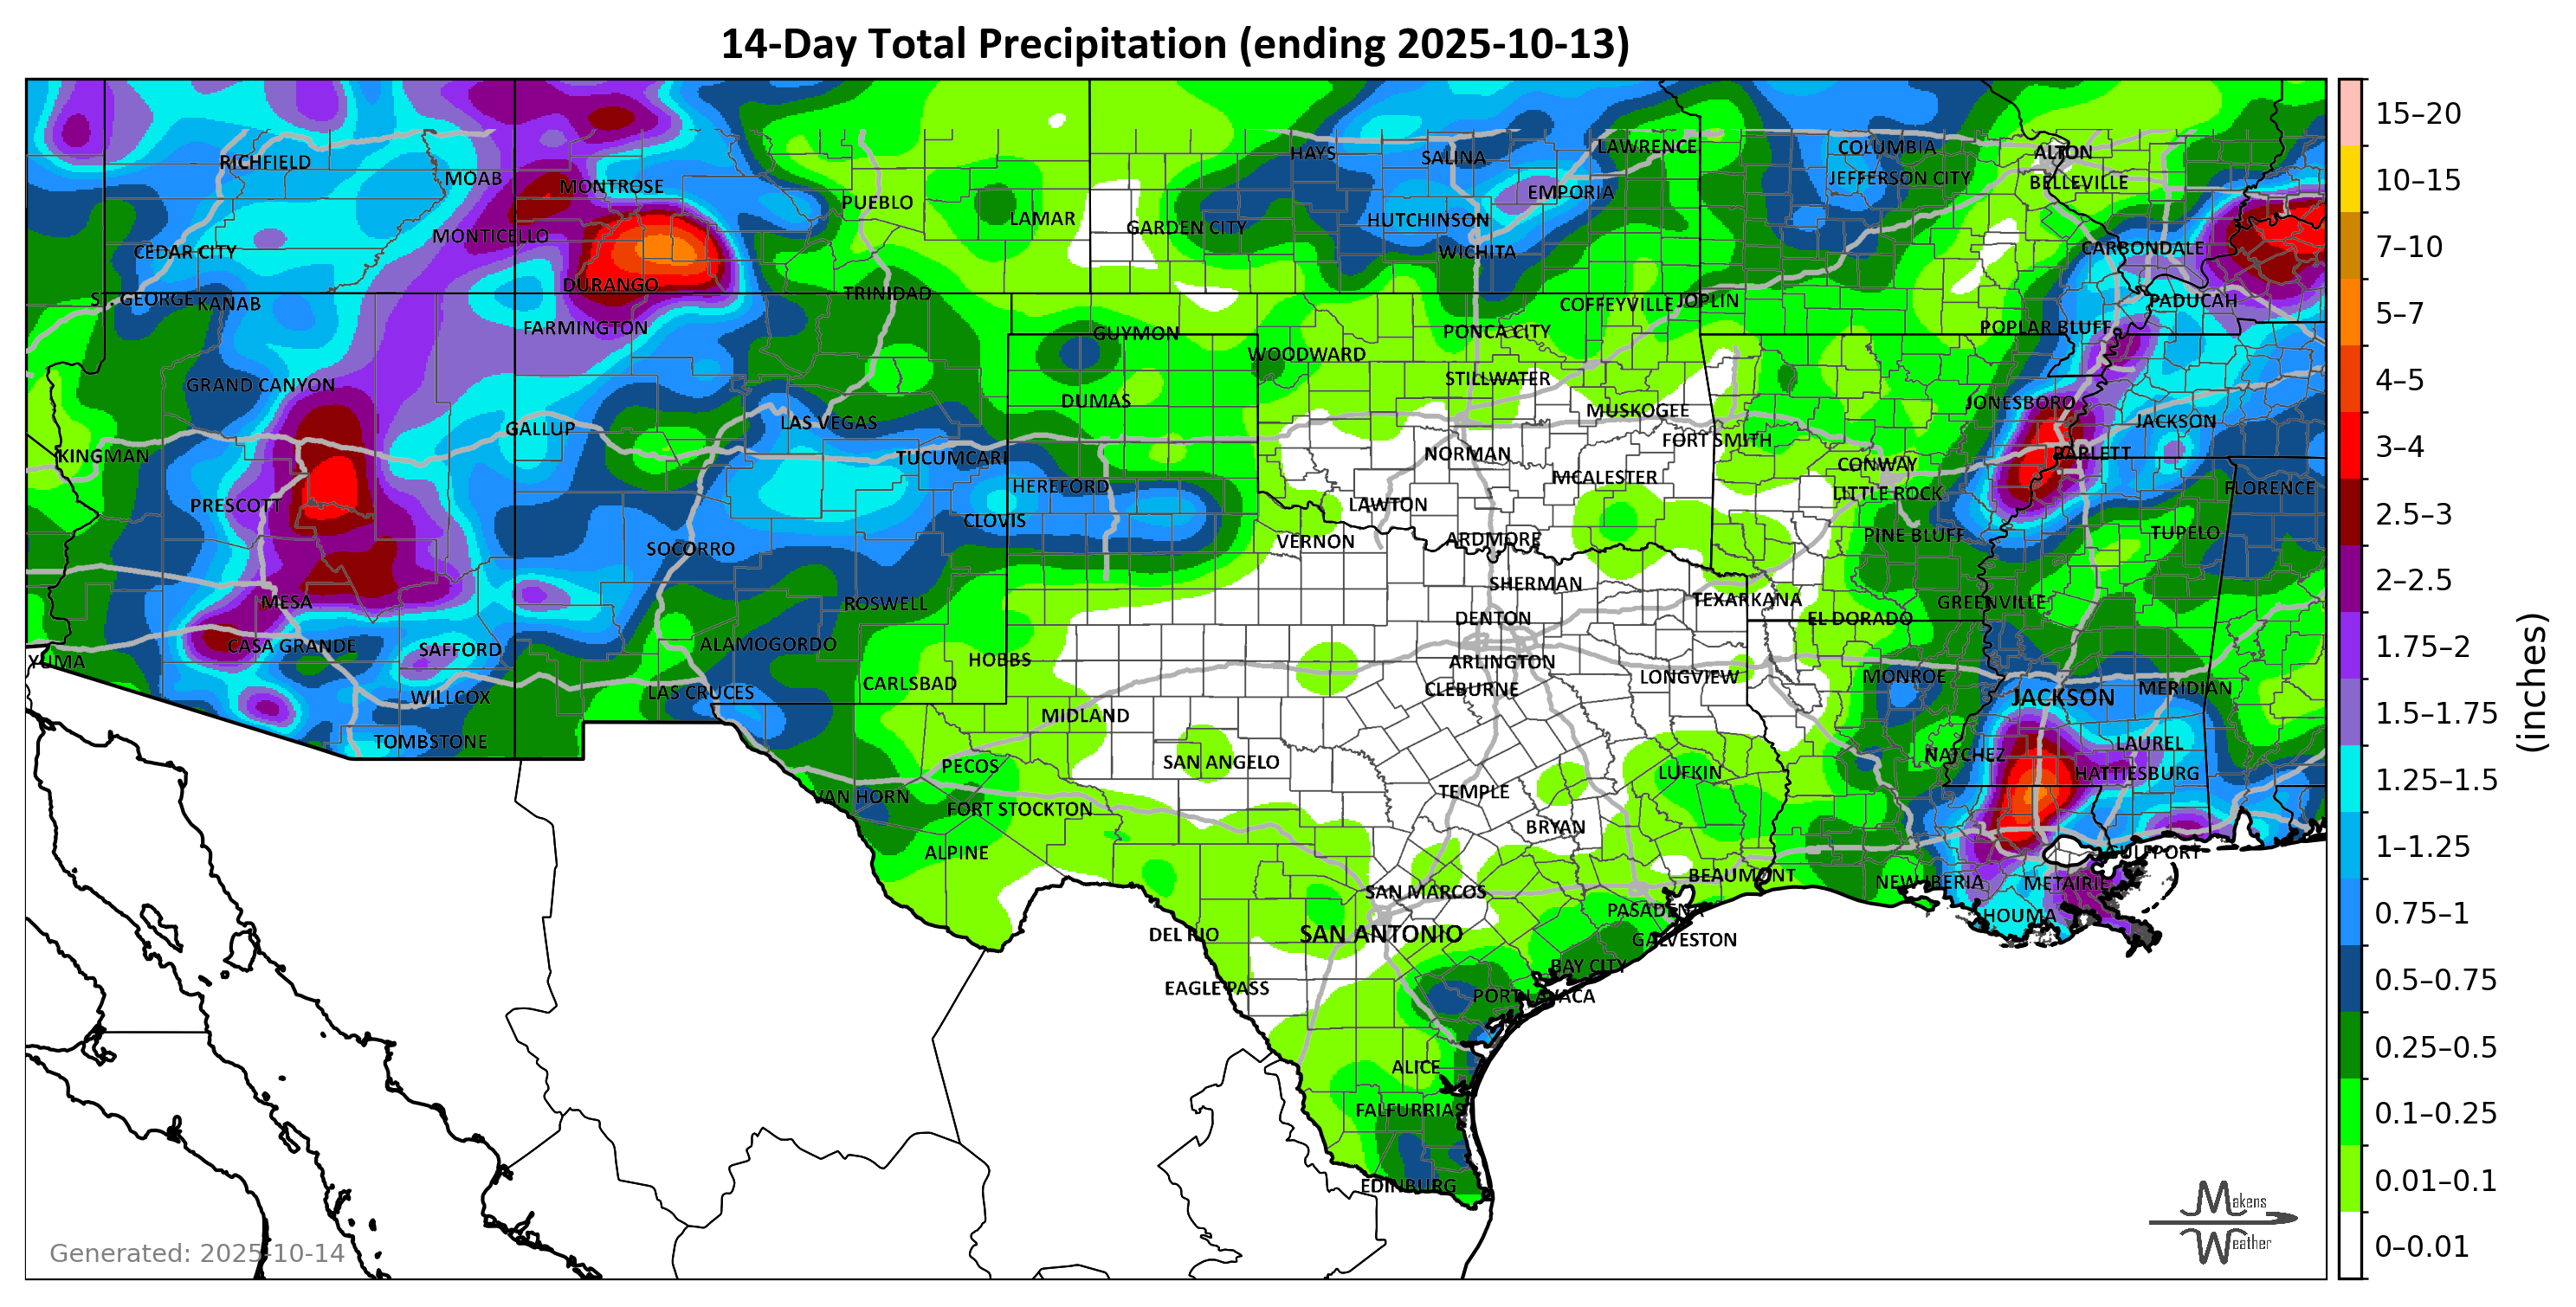 14-Day Total Precipitation (ending 2025-10-13)
RICHFIELD
MOAB
MONTROSE
PUEBLO
LAMAR
HAYS
SALINA
LAWRENCE
COLUMBIA
ALTON
GARDEN CITY
HUTCHINSON
EMPORIA
JEFFERSON CITY
BELLEVILLE
CEDAR CITY
MONTICELLO
WICHITA
CARBONDALE
DURANGO
ST. GEORGE
KANAB
TRINIDAD
COFFEYVILLE
JOPLIN
PADUCAH
FARMINGTON
GUYMON
PONCA CITY
POPLAR BLUFF
WOODWARD
STILLWATER
GRAND CANYON
DUMAS
MUSKOGEE
JONESBORO
JACKSON
GALLUP
LAS VEGAS
KINGMAN
TUCUMCARI
NORMAN
FORT SMITH
BARLETT
CONWAY
PRESCOTT
HEREFORD
LAWTON
MCALESTER
LITTLE ROCK
FLORENCE
CLOVIS
SOCORRO
VERNON
ARDMORE
PINE BLUFF
TUPELO
MESA
ROSWELL
SHERMAN
TEXARKANA
GREENVILLE
DENTON
EL DORADO
CASA GRANDE
SAFFORD
ALAMOGORDO
YUMA
HOBBS
ARLINGTON
WILLCOX
LAS CRUCES
CARLSBAD
CLEBURNE
LONGVIEW
MONROE
JACKSON
MERIDIAN
MIDLAND
TOMBSTONE
PECOS
SAN ANGELO
LUFKIN
NATCHEZ
LAUREL
HATTIESBURG
VAN HORN
FORT STOCKTON
TEMPLE
BRYAN
ALPINE
GULFPORT
SAN MARCOS
BEAUMONT
NEW IBERIA
METAIRIE
PASADENA
HOUMA
DEL RIO
SAN ANTONIO
GALVESTON
BAY CITY
EAGLE PASS
PORT LAVACA
ALICE
FALFURRIAS
EDINBURG
Generated: 2025-10-14
Makens
Weather
15–20
10–15
7–10
5–7
4–5
3–4
2.5–3
2–2.5
1.75–2
1.5–1.75
1.25–1.5
1–1.25
0.75–1
0.5–0.75
0.25–0.5
0.1–0.25
0.01–0.1
0–0.01
(inches)